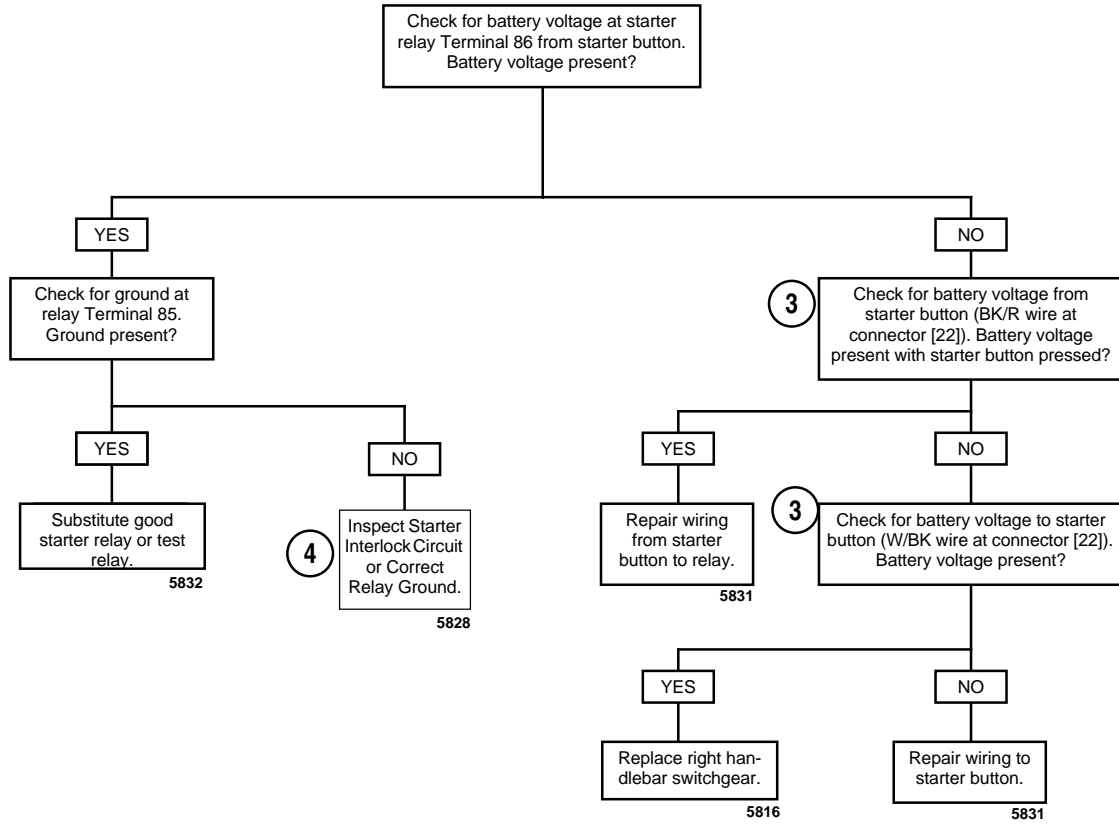 Check for battery voltage at starter
relay Terminal 86 from starter button.
Battery voltage present?
YES
NO
Check for ground at
relay Terminal 85.
Ground present?
3
Check for battery voltage from
starter button (BK/R wire at
connector [22]). Battery voltage
present with starter button pressed?
YES
NO
YES
NO
Substitute good
starter relay or test
relay.
5832
4
Inspect Starter
Interlock Circuit
or Correct
Relay Ground.
5828
Repair wiring
from starter
button to relay.
5831
3
Check for battery voltage to starter
button (W/BK wire at connector [22]).
Battery voltage present?
YES
NO
Replace right han-
dlebar switchgear.
5816
Repair wiring to
starter button.
5831